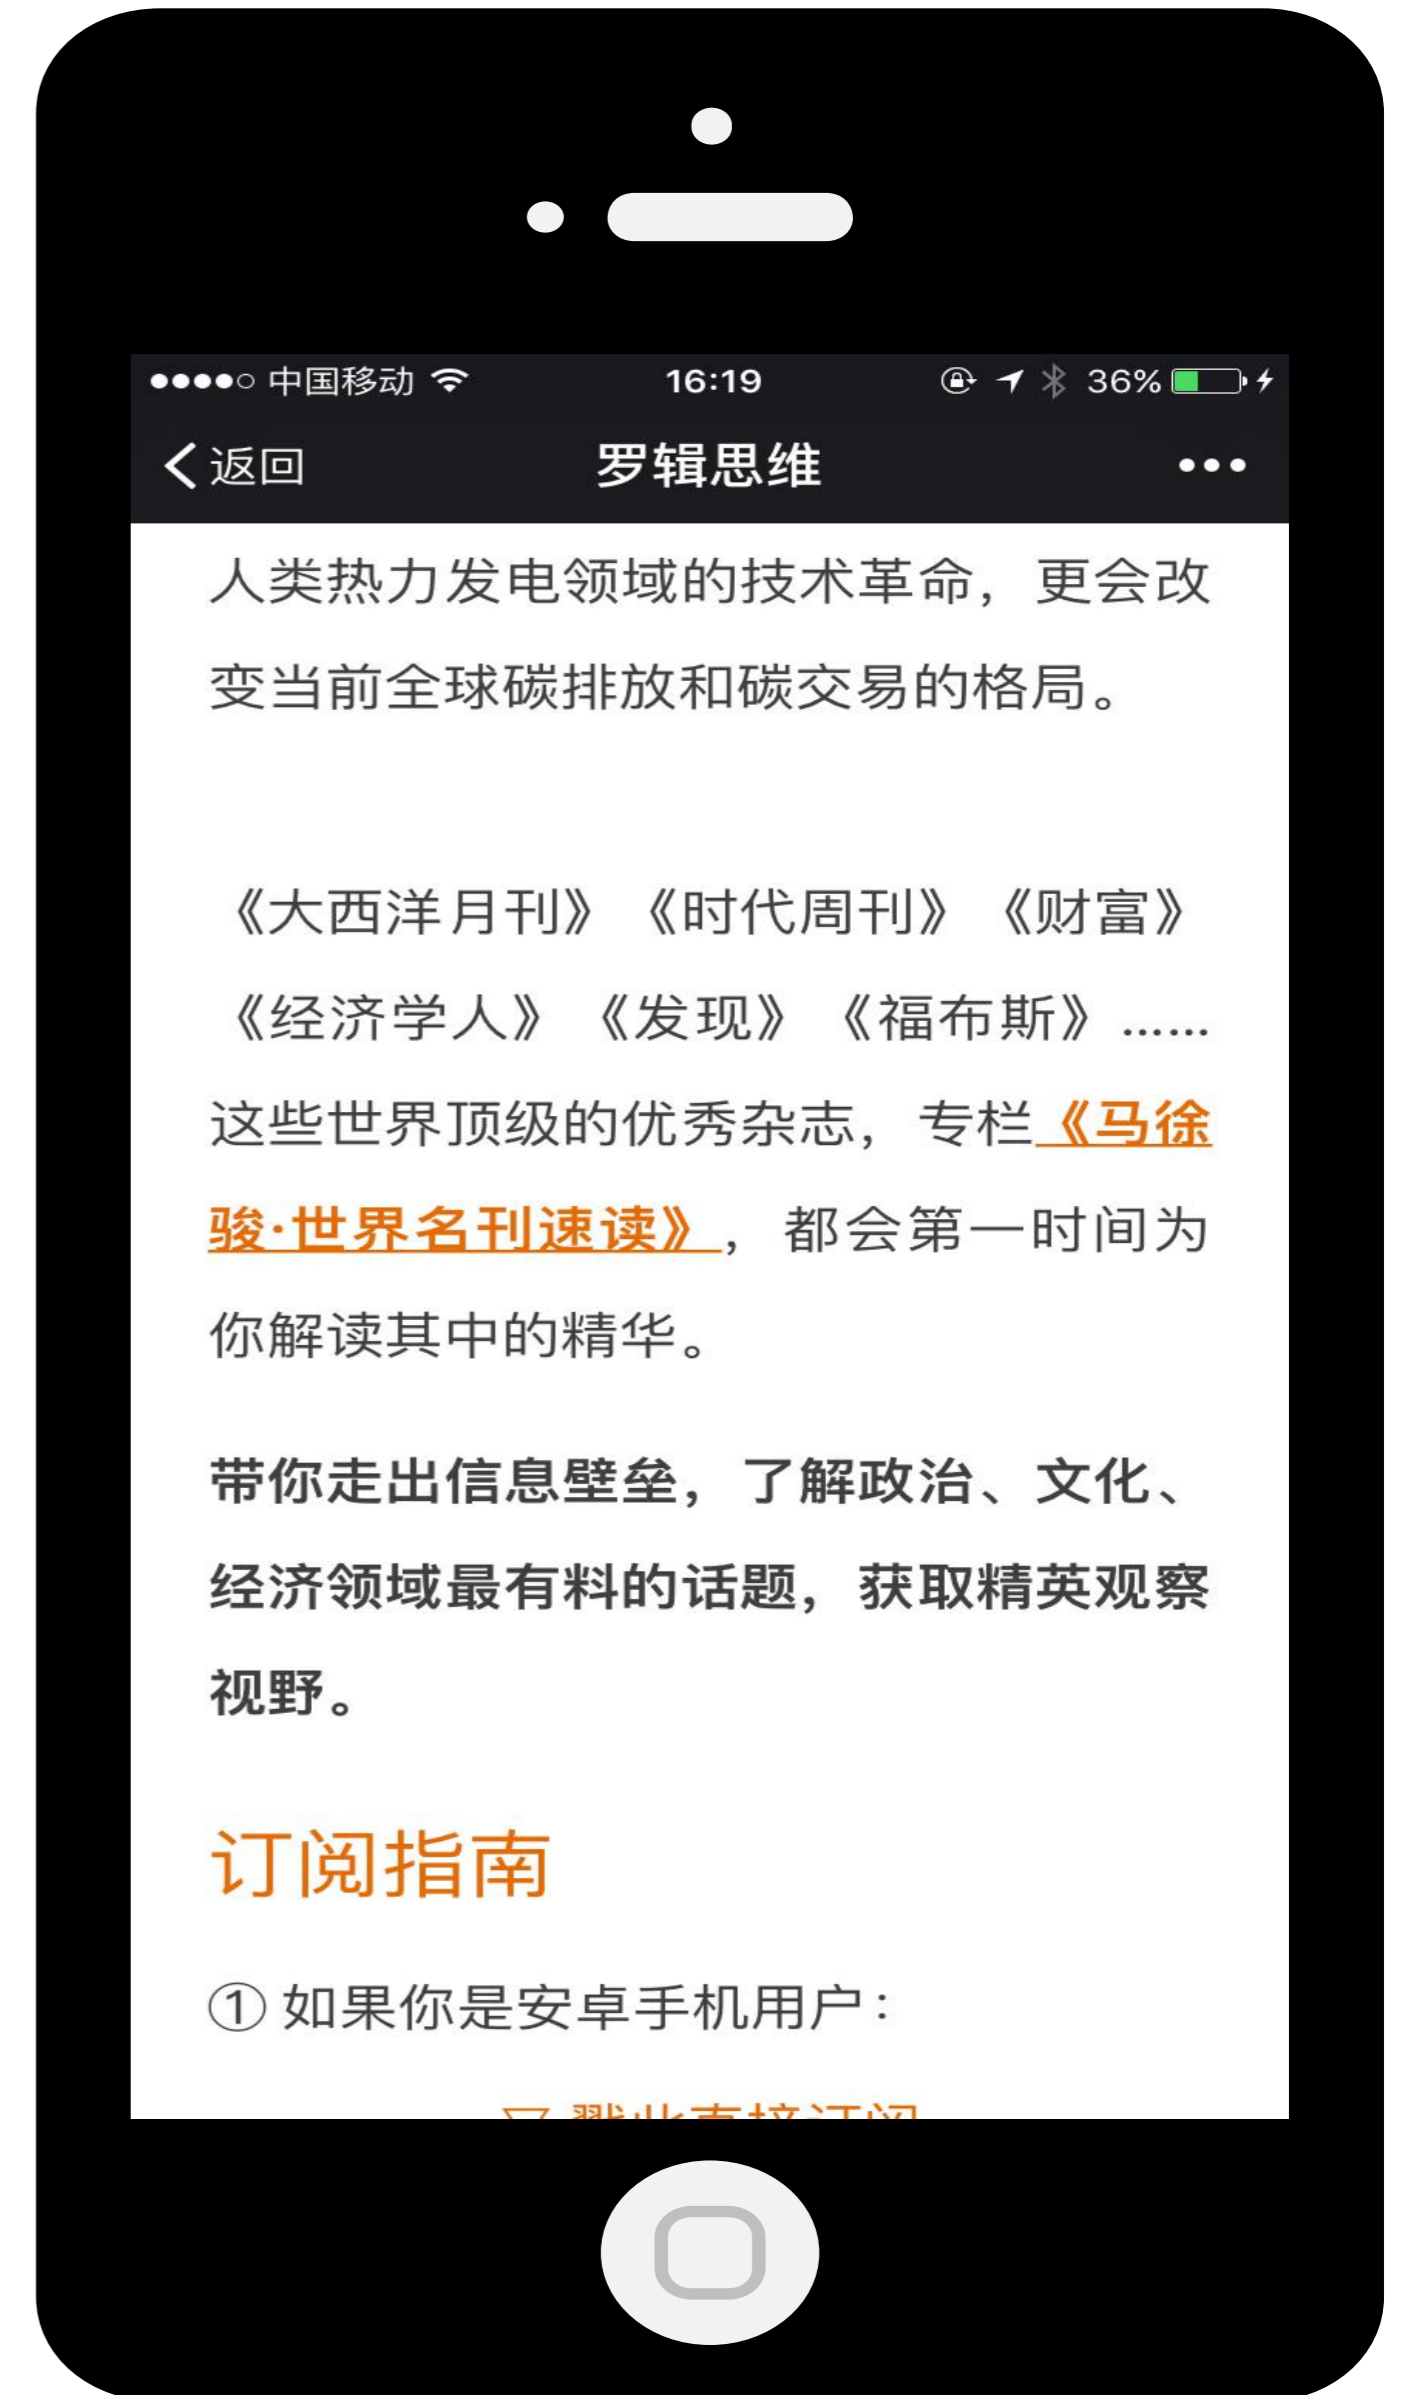 中国移动 16:19 36%
返回 罗辑思维
人类热力发电领域的技术革命，更会改
变当前全球碳排放和碳交易的格局。
《大西洋月刊》《时代周刊》《财富》
《经济学人》《发现》《福布斯》……
这些世界顶级的优秀杂志，专栏《马徐
骏·世界名刊速读》，都会第一时间为
你解读其中的精华。
带你走出信息壁垒，了解政治、文化、
经济领域最有料的话题，获取精英观察
视野。
订阅指南
① 如果你是安卓手机用户：
▽ 戳此直接订阅